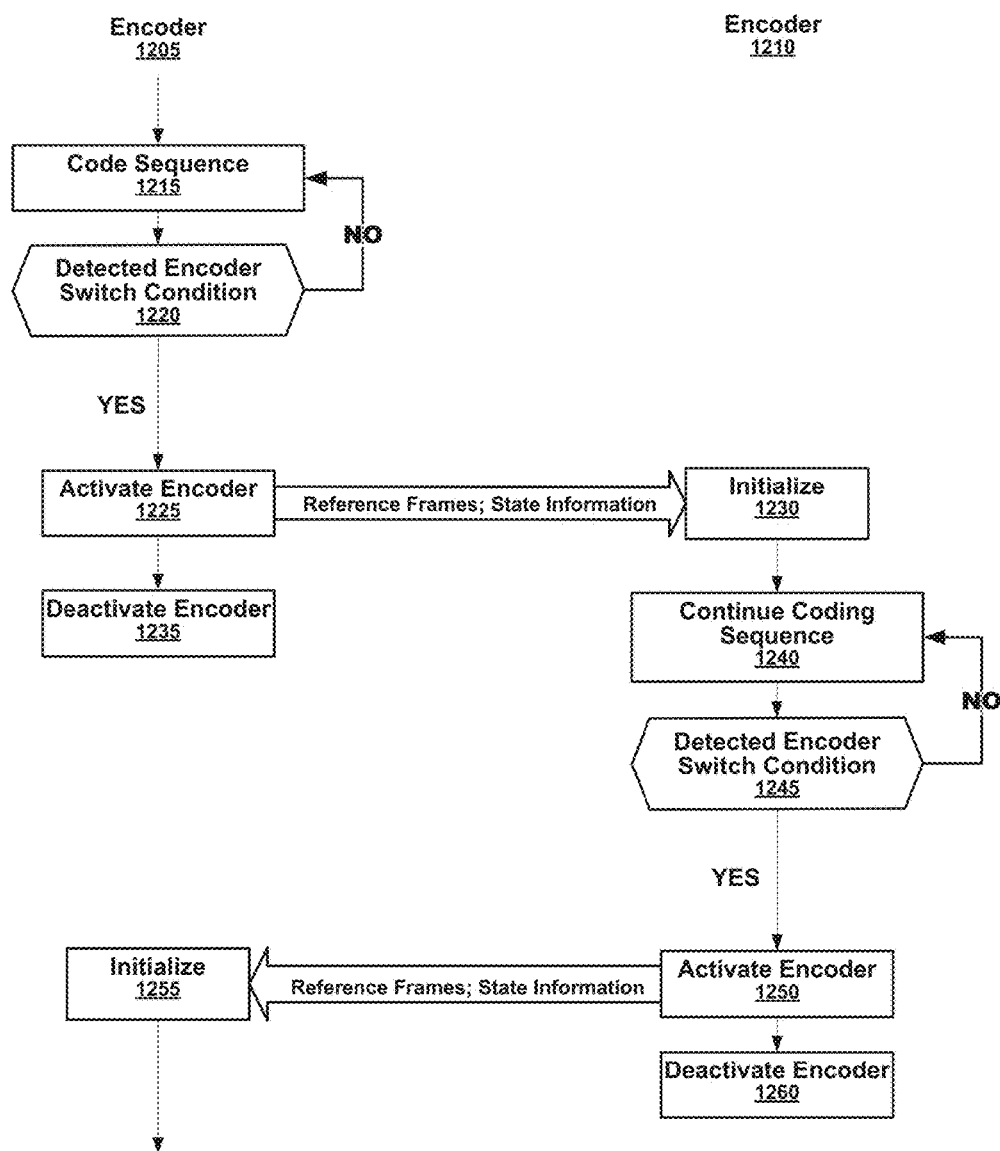 Encoder
1205
Encoder
1210
Code Sequence
1215
NO
Detected Encoder
Switch Condition
1220
YES
Activate Encoder
1225
Reference Frames; State Information
Initialize
1230
Deactivate Encoder
1235
Continue Coding
Sequence
1240
NO
Detected Encoder
Switch Condition
1245
YES
Initialize
1255
Reference Frames; State Information
Activate Encoder
1250
Deactivate Encoder
1260